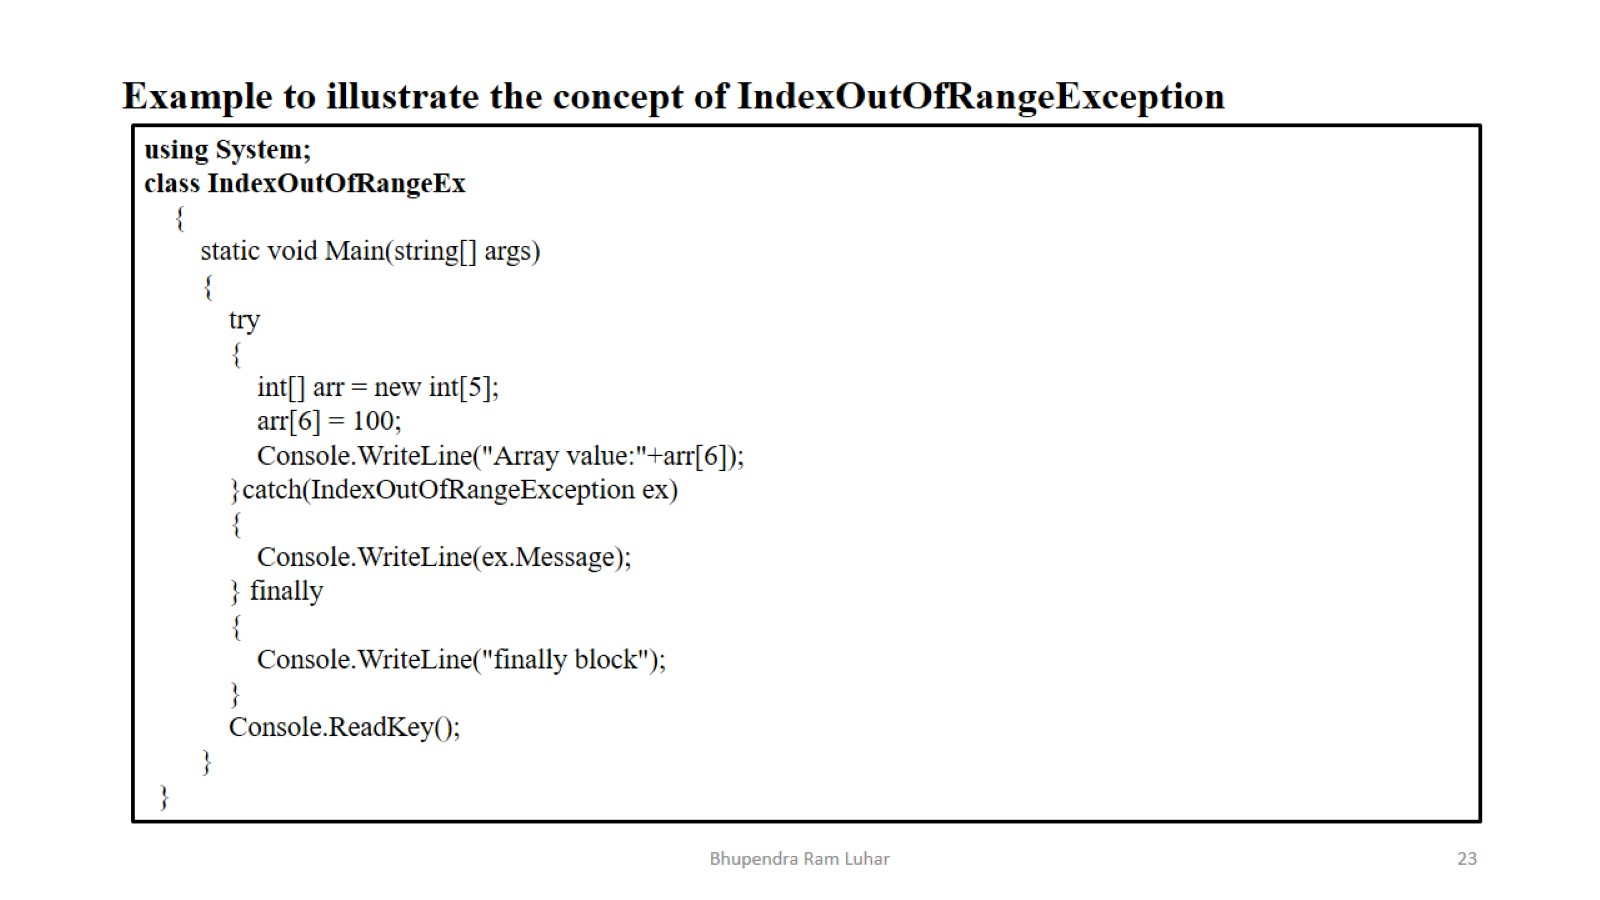 Example to illustrate the concept of IndexOutOfRangeException
using System;
class IndexOutOfRangeEx
{
static void Main(string[] args)
{
try
{
int[] arr = new int[5];
arr[6] = 100;
Console.WriteLine("Array value:"+arr[6]);
}catch(IndexOutOfRangeException ex)
{
Console.WriteLine(ex.Message);
} finally
{
Console.WriteLine("finally block");
}
Console.ReadKey();
}
}
Bhupendra Ram Luhar
23